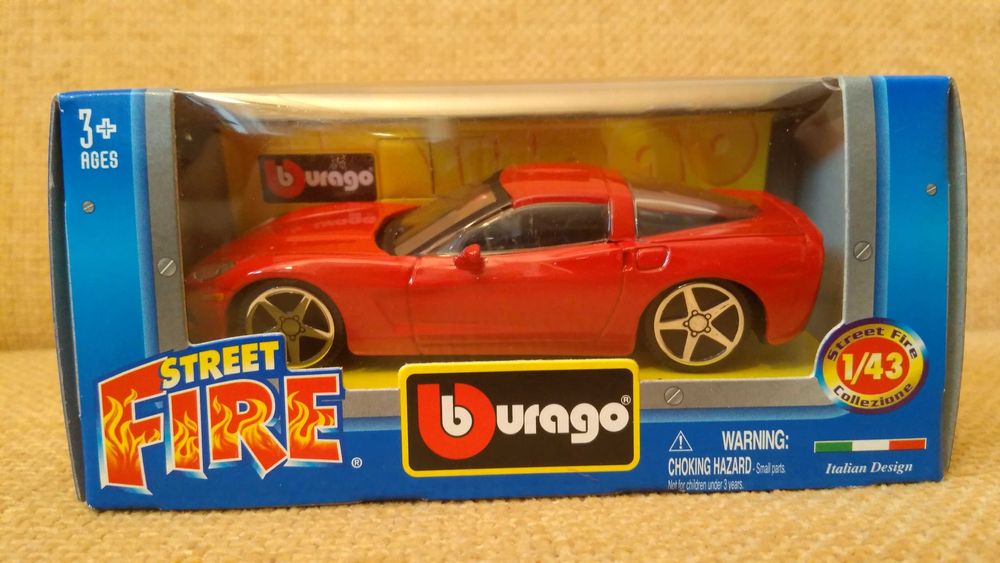 3+
AGES
Burago
STREET
FIRE®
Burago®
Street Fire
1/43
Collezione
WARNING:
CHOKING HAZARD - Small parts.
Not for children under 3 years.
Italian Design